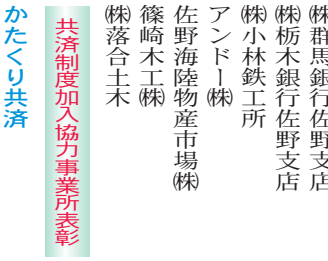 ㈱群馬銀行佐野支店
㈱栃木銀行佐野支店
㈱小林鉄工所
アンドー㈱
佐野海陸物産市場㈱
篠崎木工㈱
㈱落合土木
共済制度加入協力事業所表彰
かたくり共済